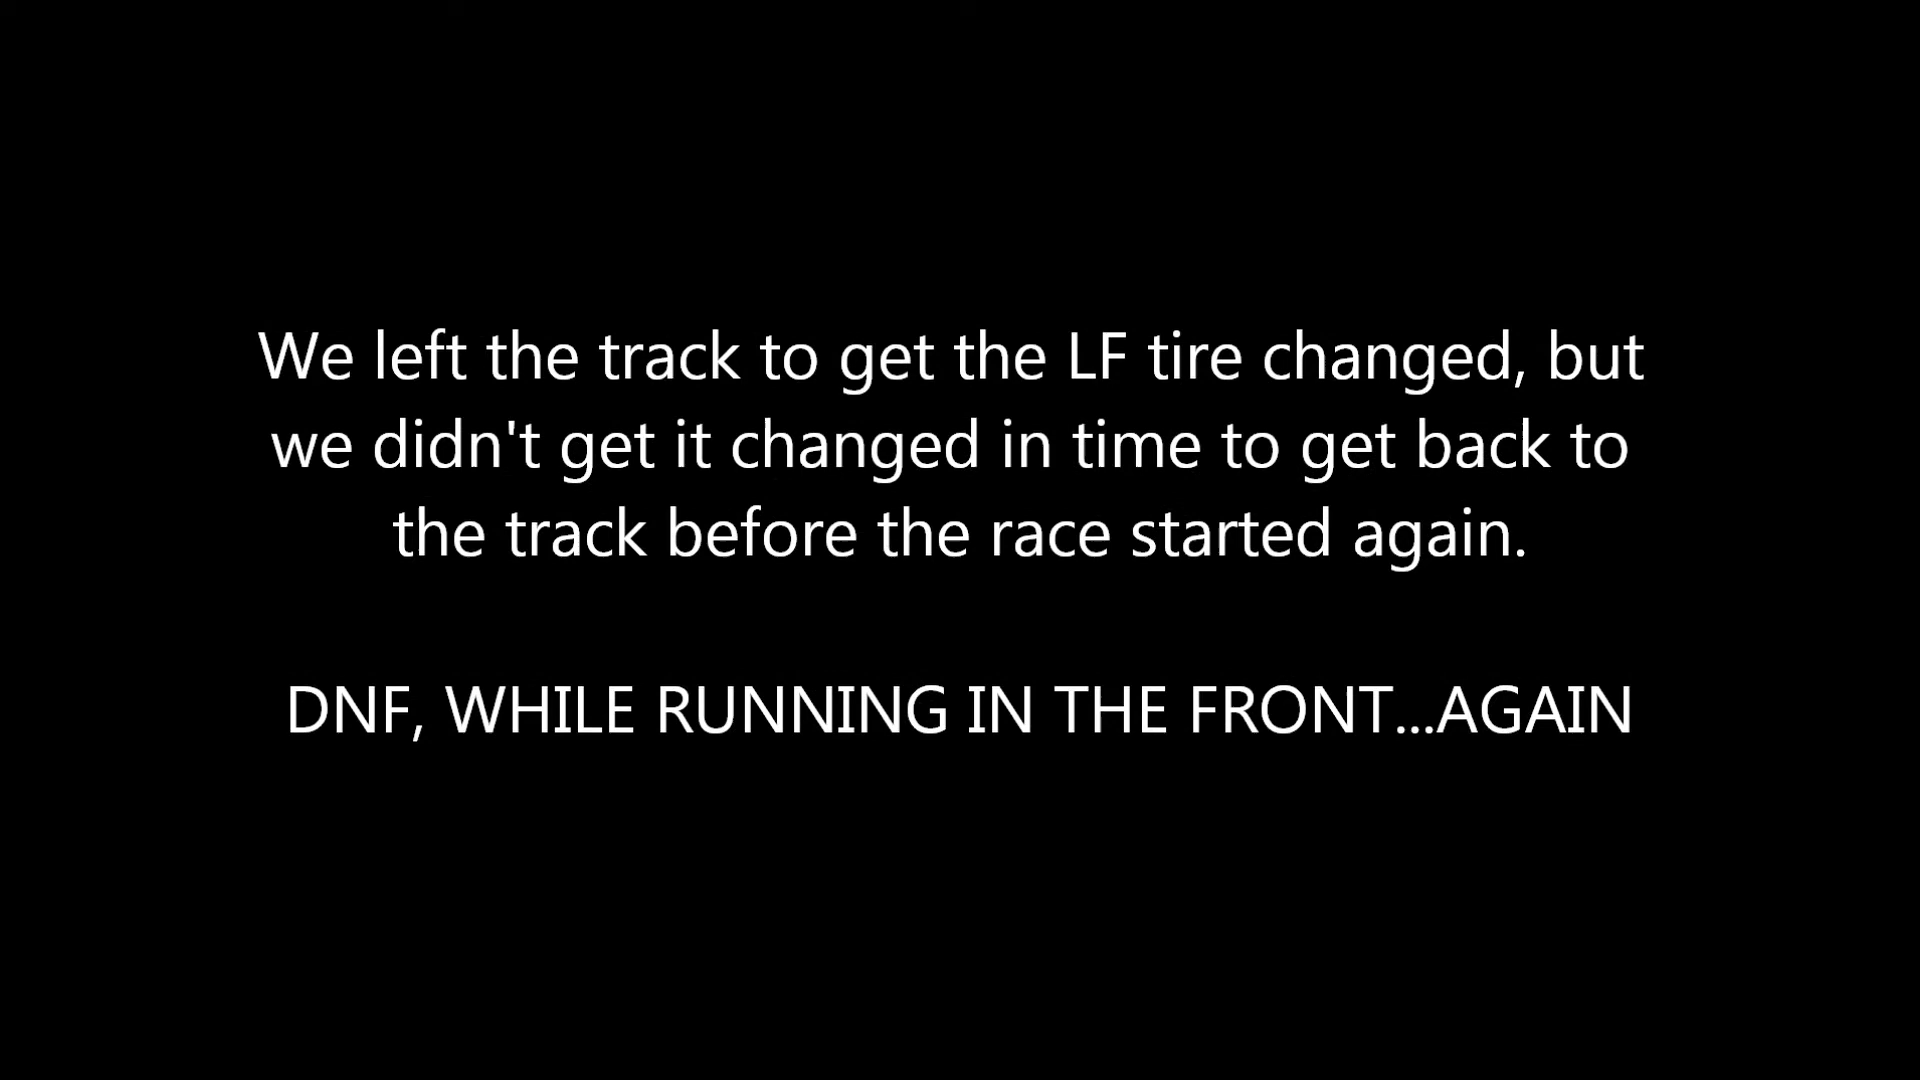 We left the track to get the LF tire changed, but
we didn't get it changed in time to get back to
the track before the race started again.
DNF, WHILE RUNNING IN THE FRONT...AGAIN